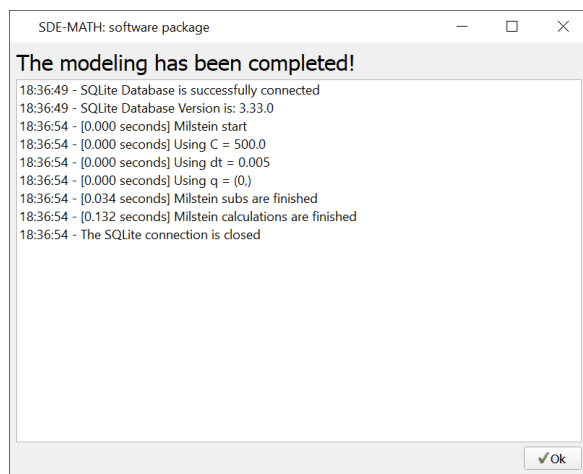 SDE-MATH: software package
The modeling has been completed!
18:36:49 - SQLite Database is successfully connected
18:36:49 - SQLite Database Version is: 3.33.0
18:36:54 - [0.000 seconds] Milstein start
18:36:54 - [0.000 seconds] Using C = 500.0
18:36:54 - [0.000 seconds] Using dt = 0.005
18:36:54 - [0.000 seconds] Using q = (0,)
18:36:54 - [0.034 seconds] Milstein subs are finished
18:36:54 - [0.132 seconds] Milstein calculations are finished
18:36:54 - The SQLite connection is closed
Ok